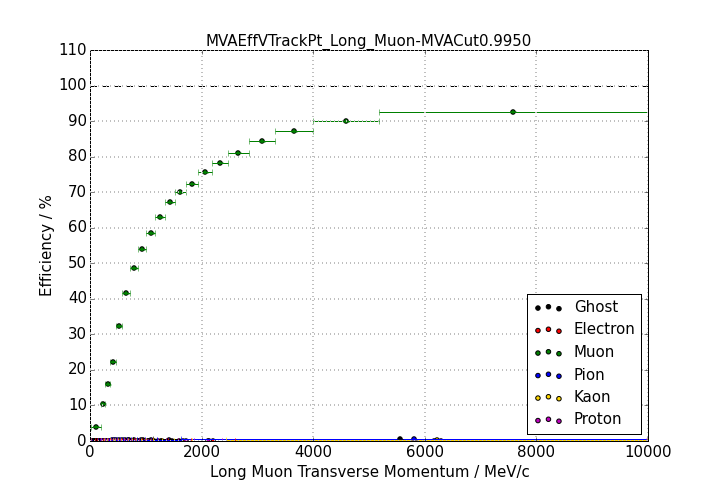 MVAEffVTrackPt_Long_Muon-MVACut0.9950
110
100
90
80
70
60
50
40
30
20
10
0
Efficiency / %
Ghost
Electron
Muon
Pion
Kaon
Proton
0 2000 4000 6000 8000 10000
Long Muon Transverse Momentum / MeV/c